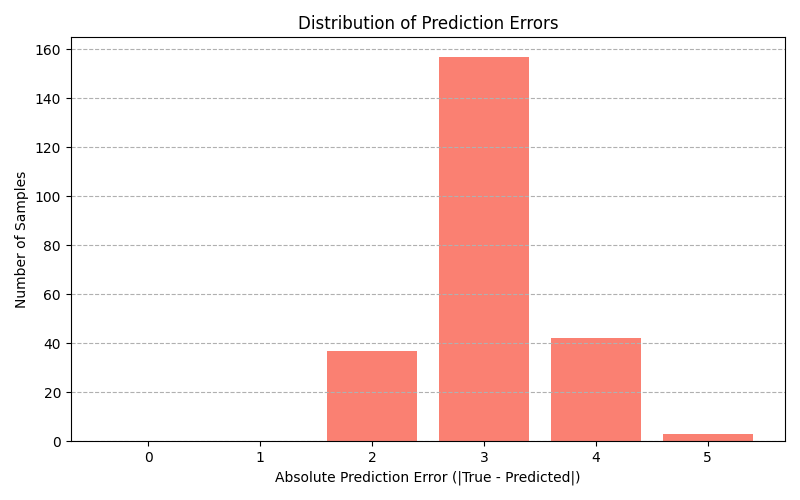 Distribution of Prediction Errors
Number of Samples
160
140
120
100
80
60
40
20
0
0 1 2 3 4 5
Absolute Prediction Error (|True - Predicted|)